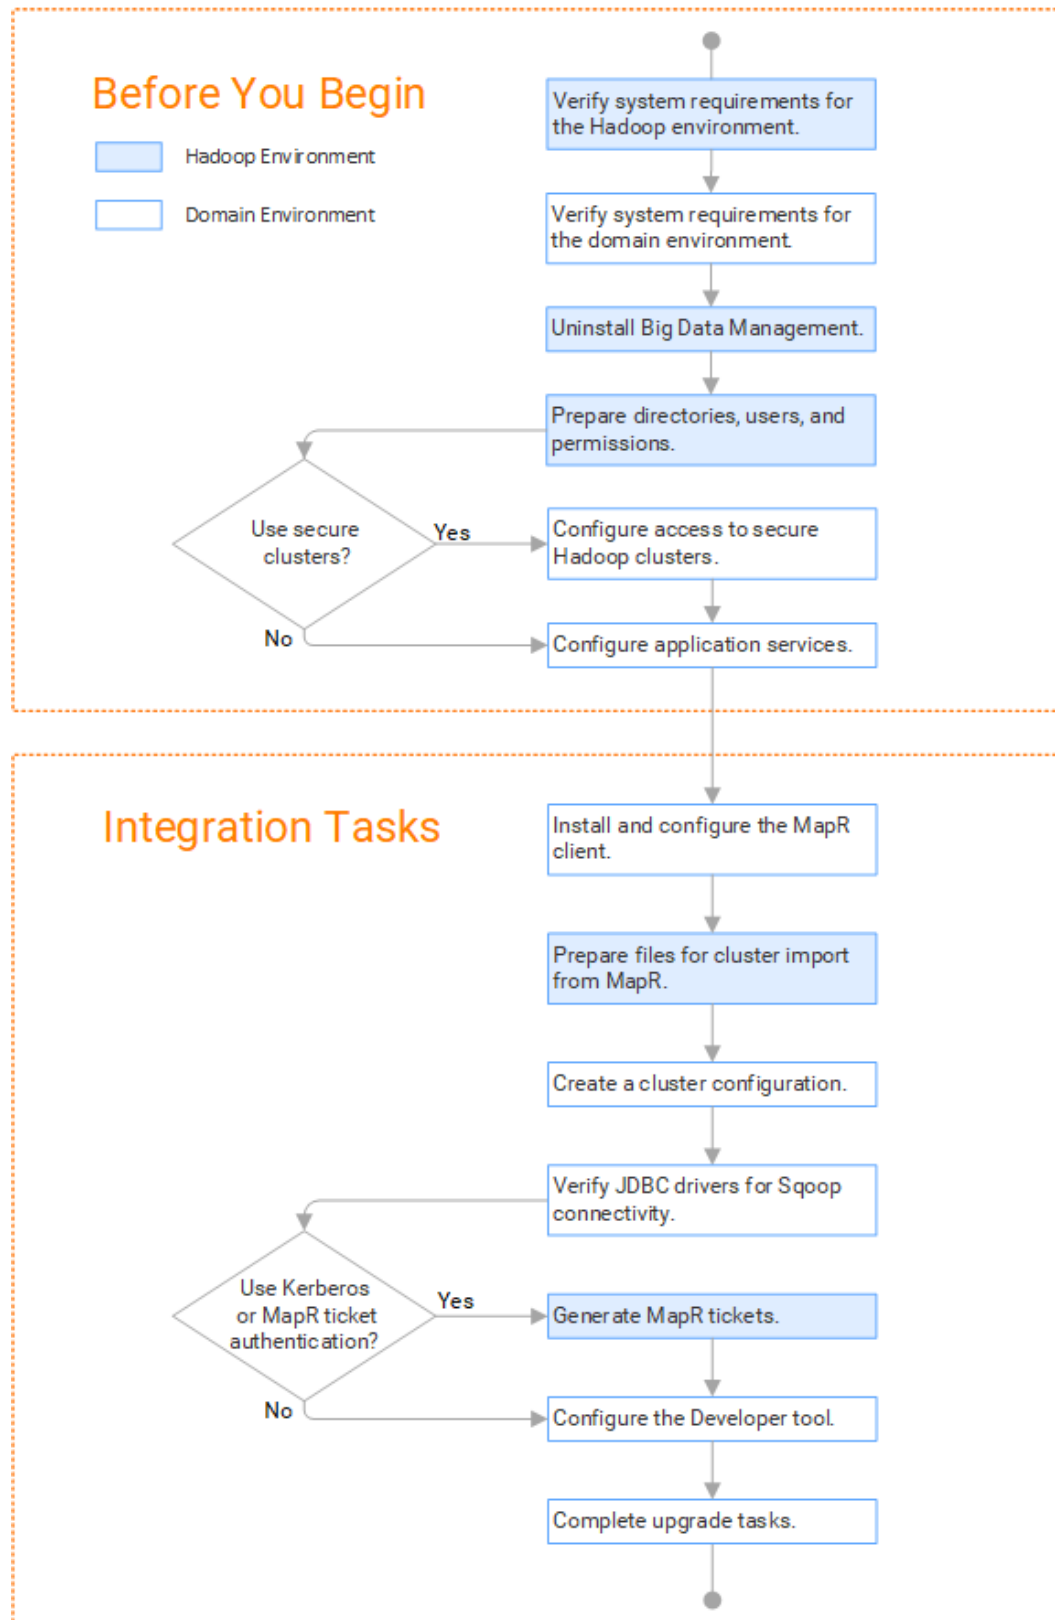 Before You Begin
Hadoop Environment
Domain Environment
Verify system requirements for
the Hadoop environment.
Verify system requirements for
the domain environment.
Uninstall Big Data Management.
Prepare directories, users, and
permissions.
Use secure
clusters?
Yes
Configure access to secure
Hadoop clusters.
No
Configure application services.
Integration Tasks
Install and configure the MapR
client.
Prepare files for cluster import
from MapR.
Create a cluster configuration.
Verify JDBC drivers for Sqoop
connectivity.
Use Kerberos
or MapR ticket
authentication?
Yes
Generate MapR tickets.
No
Configure the Developer tool.
Complete upgrade tasks.